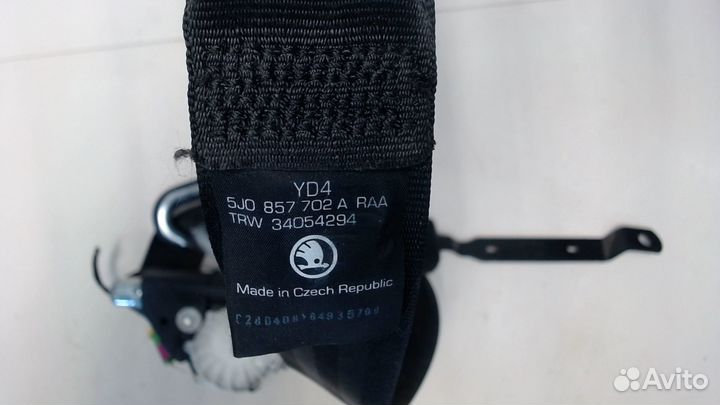 YD4
5J0 857 702 A RAA
TRW 34054294
Made in Czech Republic
Avito